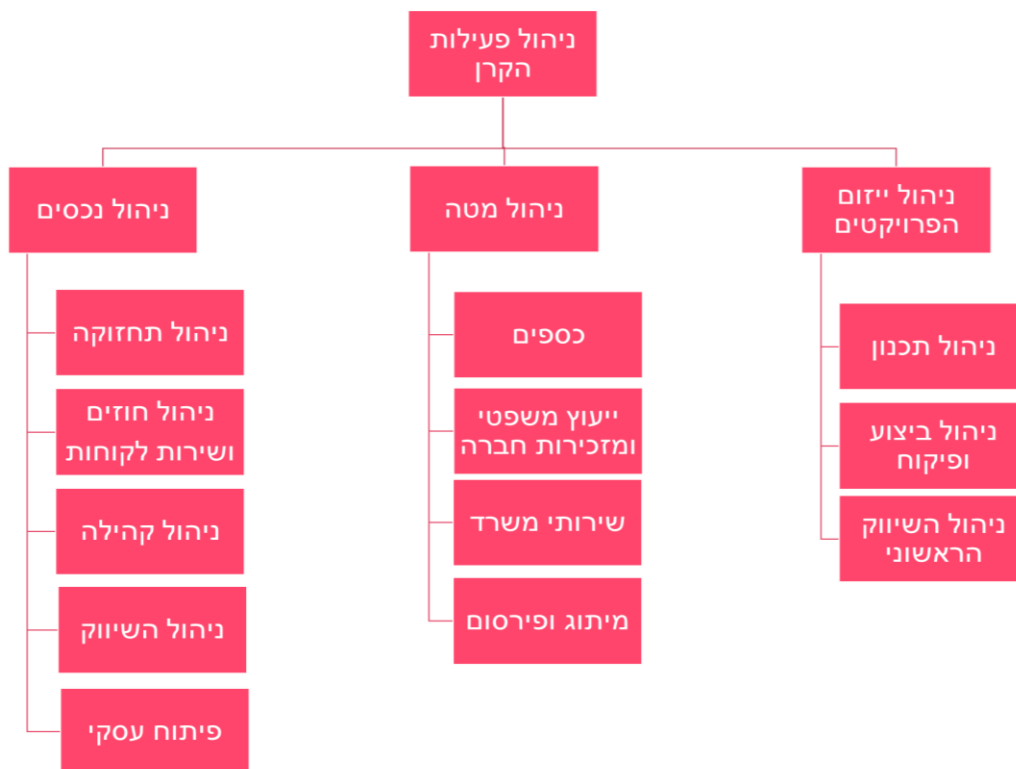 ניהול פעילות
הקרן
ניהול ייזום
הפרויקטים
ניהול תכנון
ניהול ביצוע
ופיקוח
ניהול השיווק
הראשוני
ניהול מטה
כספים
ייעוץ משפטי
ומזכירות חברה
שירותי משרד
מיתוג ופירסום
ניהול נכסים
ניהול תחזוקה
ניהול חוזים
ושירות לקוחות
ניהול קהילה
ניהול השיווק
פיתוח עסקי